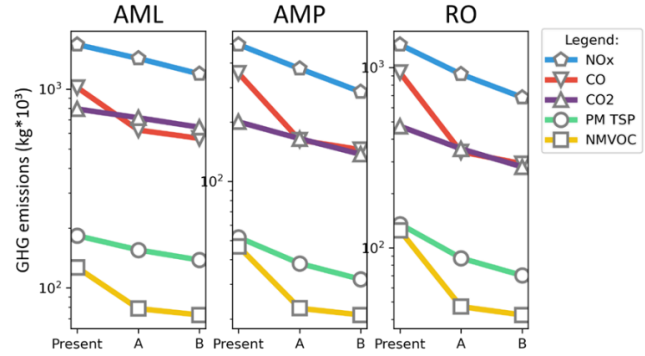 AML
AMP
RO
Legend:
NOx
CO
CO2
PM TSP
NMVOC
GHG emissions (kg*10³)
10³
10²
10²
10³
10²
Present A B
Present A B
Present A B